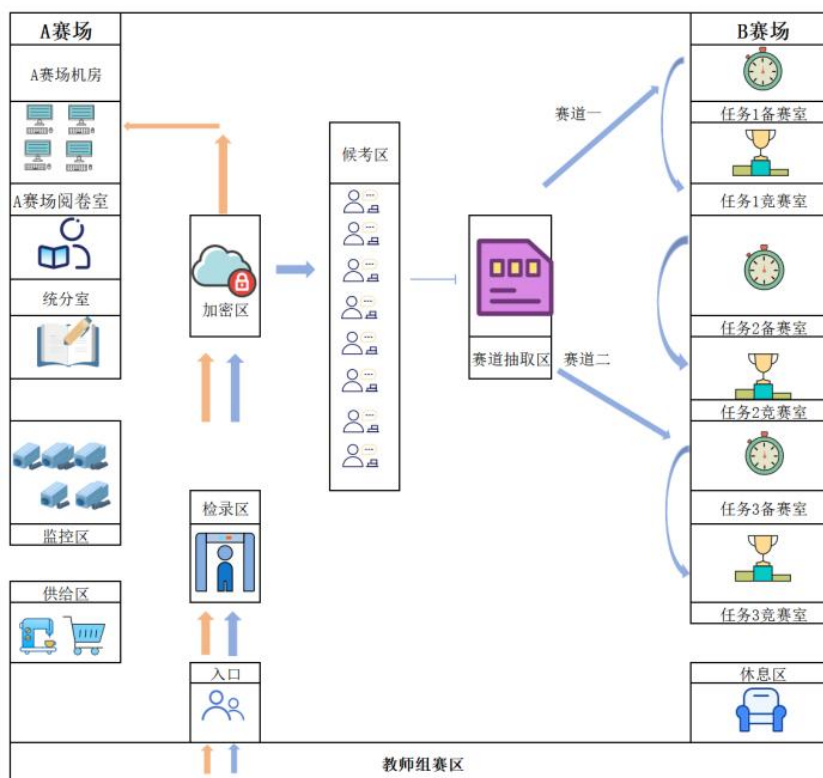 A赛场
A赛场机房
A赛场阅卷室
统分室
监控区
供给区
加密区
检录区
入口
候考区
赛道一
赛道抽取区
赛道二
B赛场
任务1备赛室
任务1竞赛室
任务2备赛室
任务2竞赛室
任务3备赛室
任务3竞赛室
休息区
教师组赛区